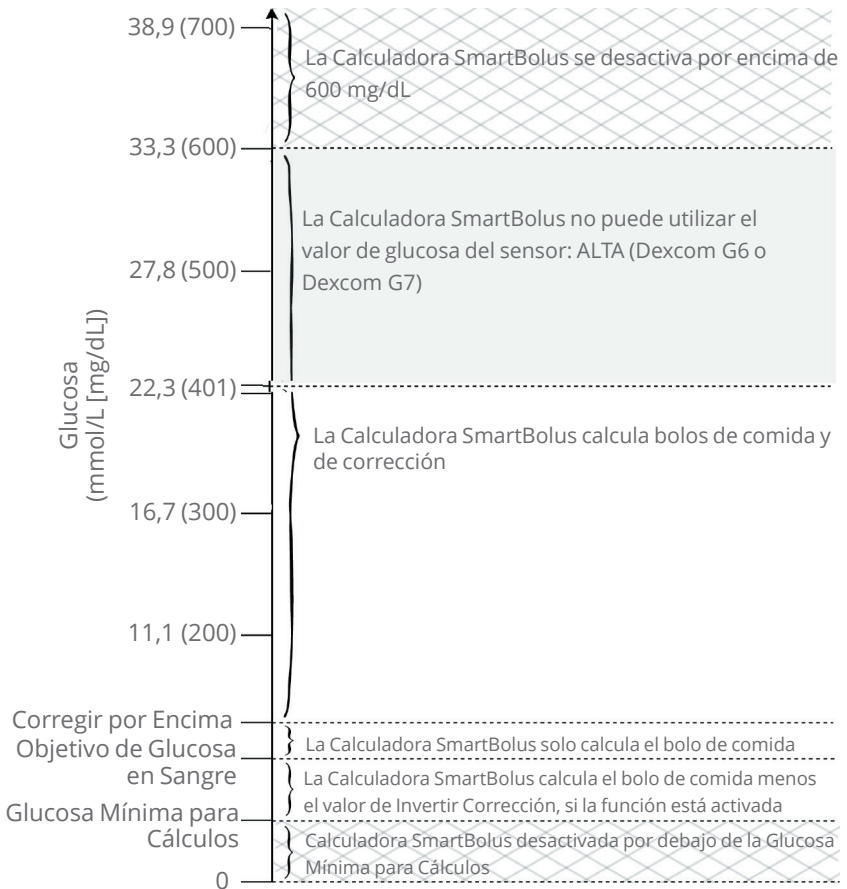 38,9 (700)
La Calculadora SmartBolus se desactiva por encima de
600 mg/dL
33,3 (600)
La Calculadora SmartBolus no puede utilizar el
valor de glucosa del sensor: ALTA (Dexcom G6 o
Dexcom G7)
27,8 (500)
Glucosa
(mmol/L [mg/dL])
22,3 (401)
La Calculadora SmartBolus calcula bolos de comida y
de corrección
16,7 (300)
11,1 (200)
Corregir por Encima
La Calculadora SmartBolus solo calcula el bolo de comida
Objetivo de Glucosa
en Sangre
La Calculadora SmartBolus calcula el bolo de comida menos
el valor de Invertir Corrección, si la función está activada
Glucosa Mínima para
Cálculos
Calculadora SmartBolus desactivada por debajo de la Glucosa
Mínima para Cálculos
0